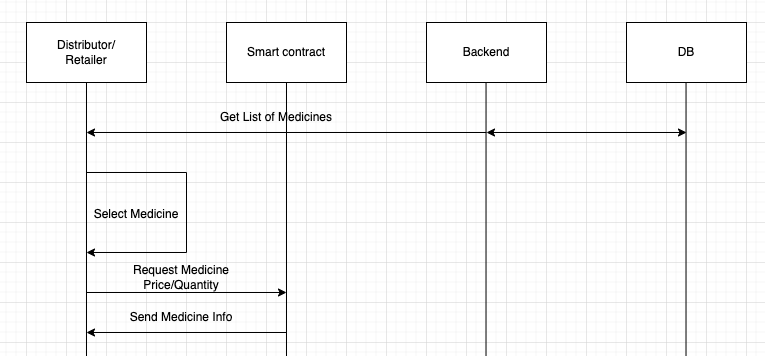 Distributor/
Retailer
Smart contract
Backend
DB
Get List of Medicines
Select Medicine
Request Medicine
Price/Quantity
Send Medicine Info